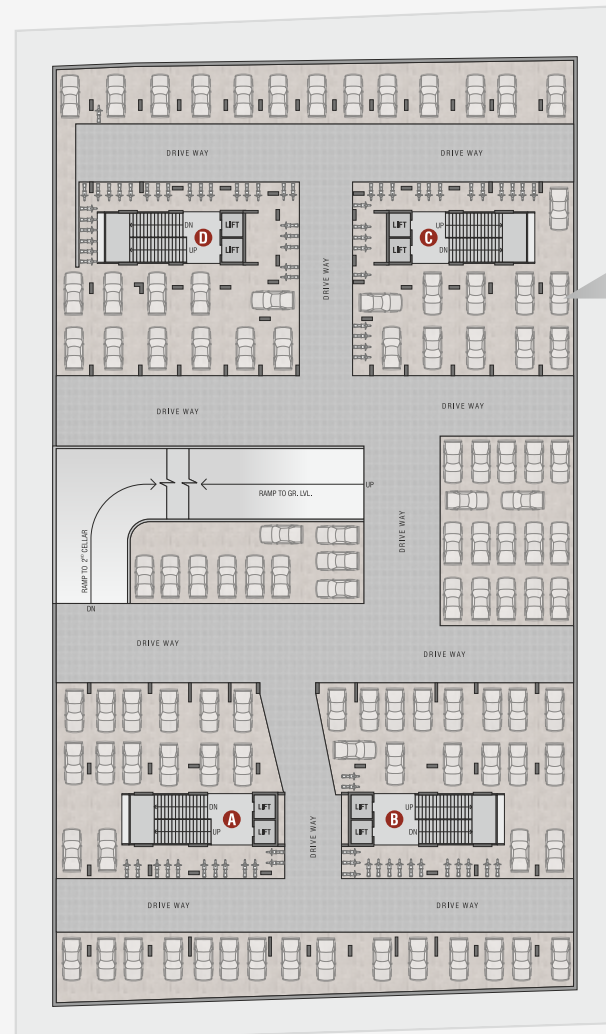 DRIVE WAY
DRIVE WAY
DN
D
UP
LIFT
LIFT
LIFT
LIFT
C
UP
DN
DRIVE WAY
DRIVE WAY
DRIVE WAY
RAMP TO GR. LVL.
UP
RAMP TO 2ND CELLAR
DN
DRIVE WAY
DRIVE WAY
DRIVE WAY
DN
A
UP
LIFT
LIFT
DRIVE WAY
LIFT
LIFT
B
UP
DN
DRIVE WAY
DRIVE WAY